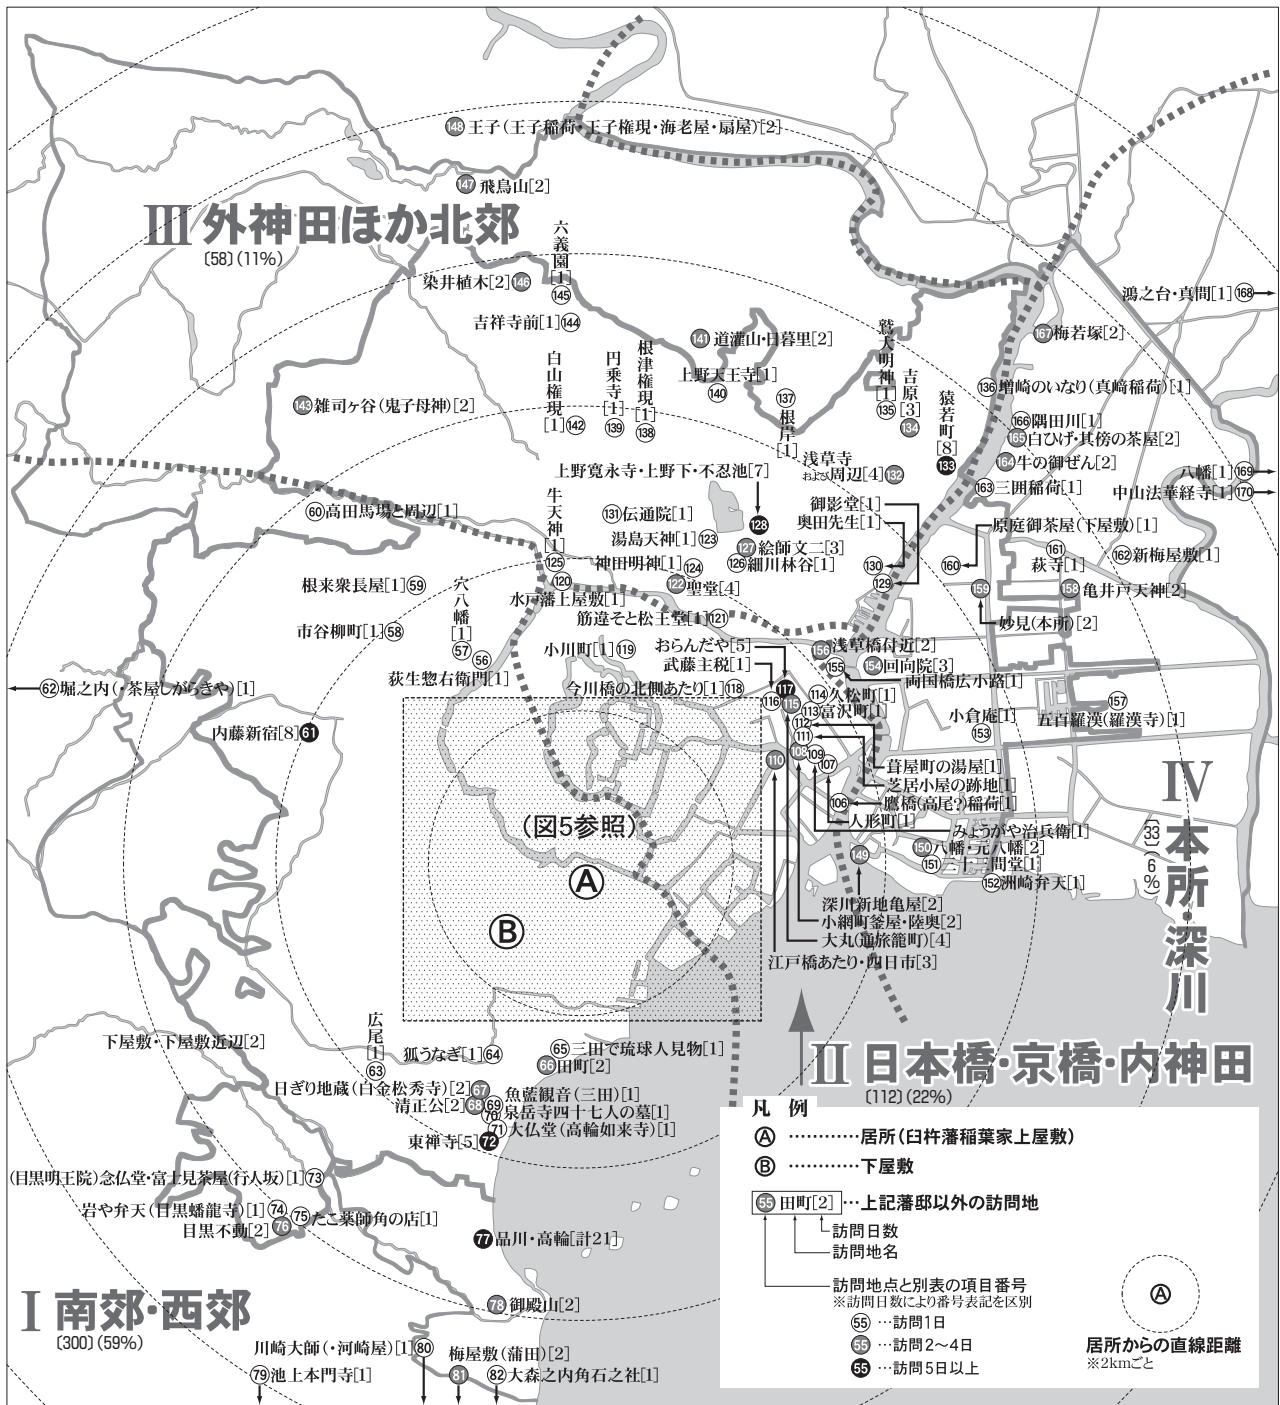 148 王子(王子稲荷・王子権現・海老屋・扇屋)[2]
147 飛鳥山[2]
III 外神田ほか北郊
〔58〕(11%)
六義園[1]
145
染井植木[2] 146
吉祥寺前[1] 144
鴻之台・真間[1] 168
167 梅若塚[2]
141 道灌山・日暮里[2]
上野天王寺[1]
140
137
根岸[1]
鷲大明神[1]
135
吉原[3]
134
猿若町[8]
133
136 増崎のいなり(真﨑稲荷)[1]
白山権現[1] 142
円乗寺[1]
139
根津権現[1]
138
143 雑司ヶ谷(鬼子母神)[2]
166 隅田川[1]
165 白ひげ・其傍の茶屋[2]
164 牛の御ぜん[2]
163 三囲稲荷[1]
八幡[1] 169
中山法華経寺[1] 170
浅草寺
および周辺[4] 132
上野寛永寺・上野下・不忍池[7]
128
御影堂[1]
奥田先生[1]
130
129
60 高田馬場と周辺[1]
牛天神[1]
125
131 伝通院[1]
湯島天神[1] 123
127 絵師文二[3]
126 細川林谷[1]
神田明神[1] 124
122 聖堂[4]
原庭御茶屋(下屋敷)[1]
160
161
萩寺[1]
162 新梅屋敷[1]
159
158 亀井戸天神[2]
妙見(本所)[2]
根来衆長屋[1] 59
120
水戸藩上屋敷[1]
筋違そと松王堂[1] 121
穴八幡[1]
57
市谷柳町[1] 58
56
荻生惣右衛門[1]
小川町[1] 119
おらんだや[5]
武藤主税[1]
156 浅草橋付近[2]
155
154 回向院[3]
両国橋広小路[1]
62 堀之内(・茶屋しがらきや)[1]
今川橋の北側あたり[1] 118
117
116
115
114 久松町[1]
113 富沢町[1]
112
111
157
五百羅漢(羅漢寺)[1]
小倉庵[1]
153
内藤新宿[8] 61
110
108
109
107
葺屋町の湯屋[1]
芝居小屋の跡地[1]
106
鷹橋(高尾?)稲荷[1]
人形町[1]
みょうがや治兵衛[1]
(図5参照)
Ⓐ
Ⓑ
150 八幡・元八幡[2]
149
151 三十三間堂[1]
152 洲崎弁天[1]
深川新地亀屋[2]
小網町釜屋・陸奥[2]
大丸(通旅籠町)[4]
江戸橋あたり・四日市[3]
IV 本所・深川
〔33〕(6%)
II 日本橋・京橋・内神田
〔112〕(22%)
下屋敷・下屋敷近辺[2]
広尾[1]
63
狐うなぎ[1] 64
65 三田で琉球人見物[1]
66 田町[2]
日ぎり地蔵(白金松秀寺)[2] 67
清正公[2] 68
69 魚藍観音(三田)[1]
70 泉岳寺四十七人の墓[1]
71 大仏堂(高輪如来寺)[1]
東禅寺[5] 72
(目黒明王院)念仏堂・富士見茶屋(行人坂)[1] 73
岩や弁天(目黒蟠龍寺)[1] 74
75 たこ薬師角の店[1]
目黒不動[2] 76
77 品川・高輪[計21]
78 御殿山[2]
I 南郊・西郊
〔300〕(59%)
川崎大師(・河崎屋)[1] 80
79 池上本門寺[1]
梅屋敷(蒲田)[2]
81
82 大森之内角石之社[1]
凡 例
Ⓐ …………居所(臼杵藩稲葉家上屋敷)
Ⓑ …………下屋敷
55 田町[2] …上記藩邸以外の訪問地
訪問日数
訪問地名
訪問地点と別表の項目番号
※訪問日数により番号表記を区別
55 …訪問1日
55 …訪問2~4日
55 …訪問5日以上
Ⓐ
居所からの直線距離
※2kmごと